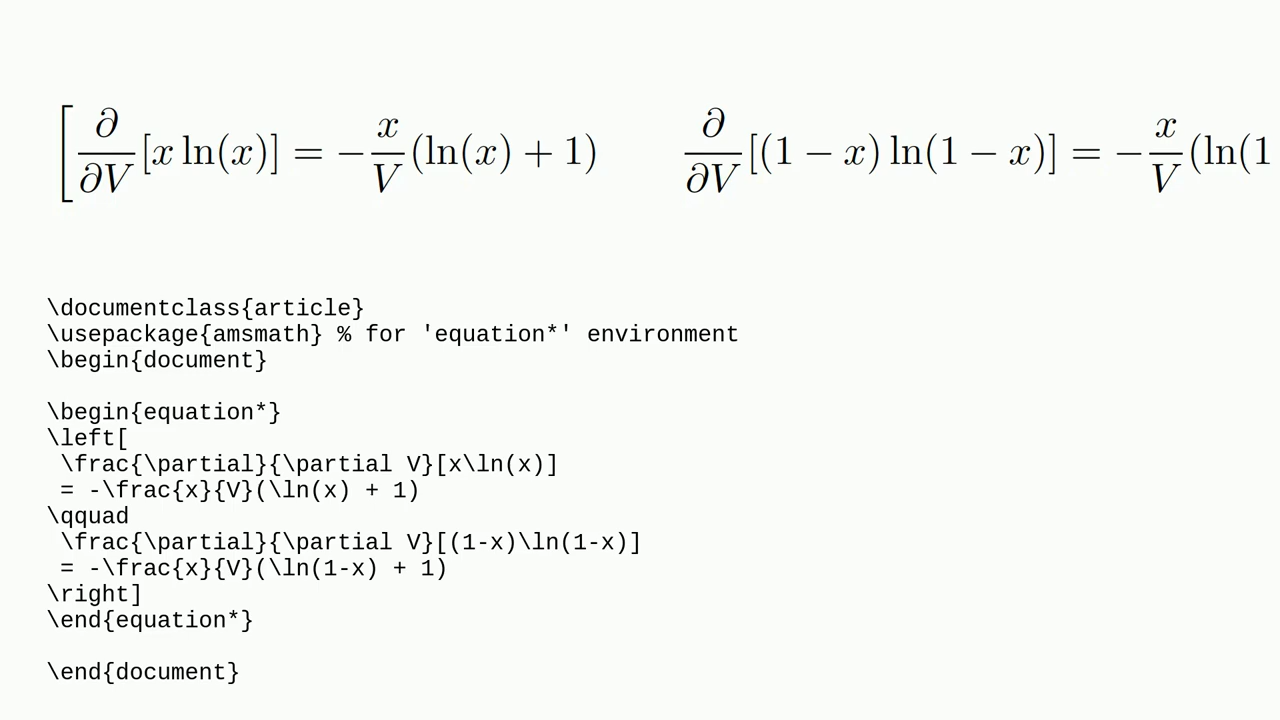 [ ∂/∂V [x ln(x)] = −x/V (ln(x) + 1)    ∂/∂V [(1 − x) ln(1 − x)] = −x/V (ln(1
\documentclass{article}
\usepackage{amsmath} % for 'equation*' environment
\begin{document}
\begin{equation*}
\left[
\frac{\partial}{\partial V}[x\ln(x)]
= -\frac{x}{V}(\ln(x) + 1)
\qquad
\frac{\partial}{\partial V}[(1-x)\ln(1-x)]
= -\frac{x}{V}(\ln(1-x) + 1)
\right]
\end{equation*}
\end{document}